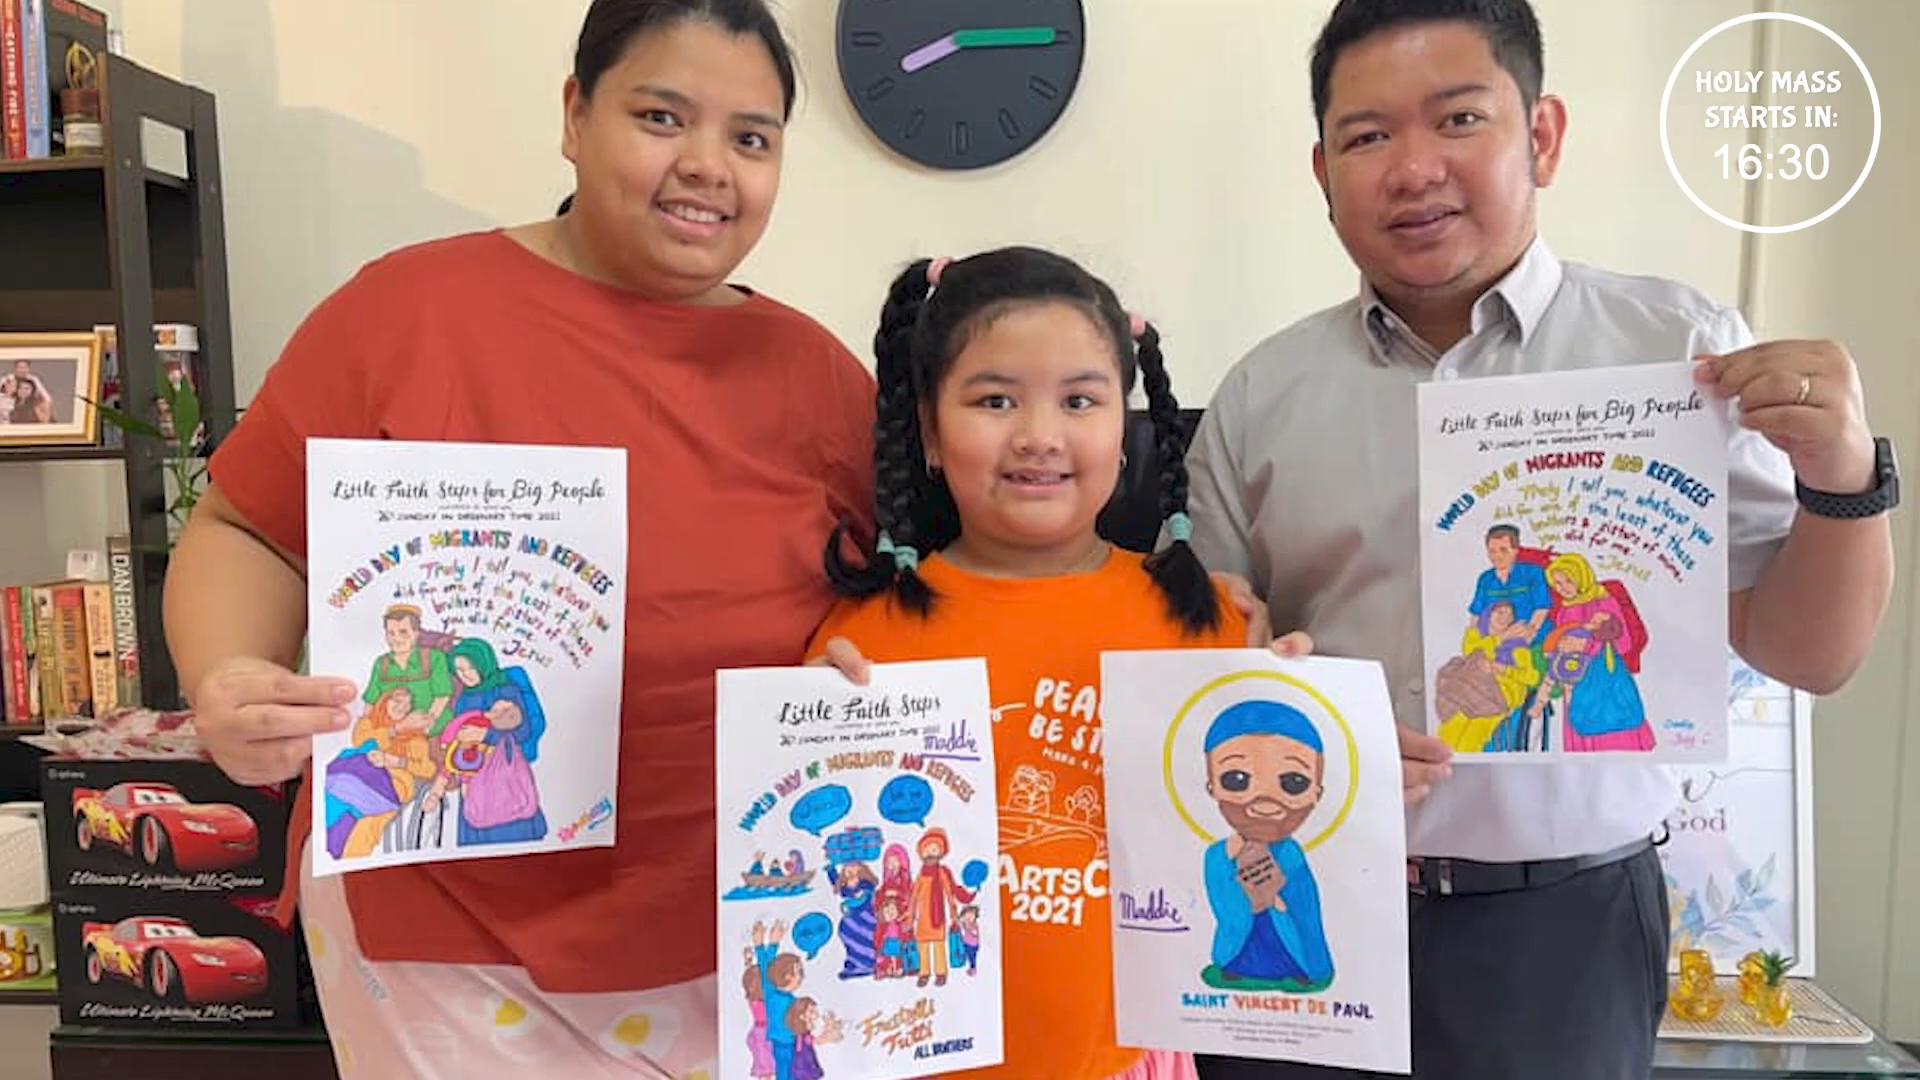 HOLY MASS
STARTS IN:
16:30
DAN BROWN
Little Faith Steps for Big People
26th SUNDAY IN ORDINARY TIME 2021
WORLD DAY OF MIGRANTS AND REFUGEES
Truly I tell you, whatever you
did for one of the least of these
brothers & sisters of mine,
you did for me.
-Jesus
Little Faith Steps for Big People
26th SUNDAY IN ORDINARY TIME 2021
WORLD DAY OF MIGRANTS AND REFUGEES
Truly I tell you, whatever you
did for one of the least of these
brothers & sisters of mine,
you did for me.
-Jesus
Little Faith Steps
26th SUNDAY IN ORDINARY TIME 2021
Maddie
WORLD DAY OF MIGRANTS AND REFUGEES
Fratelli
Tutti
ALL BROTHERS
PEA
BE ST
MARK 4:3
ARTSC
2021
Maddie
SAINT VINCENT DE PAUL
God
Ultimate Lightning McQueen
Ultimate Lightning McQueen